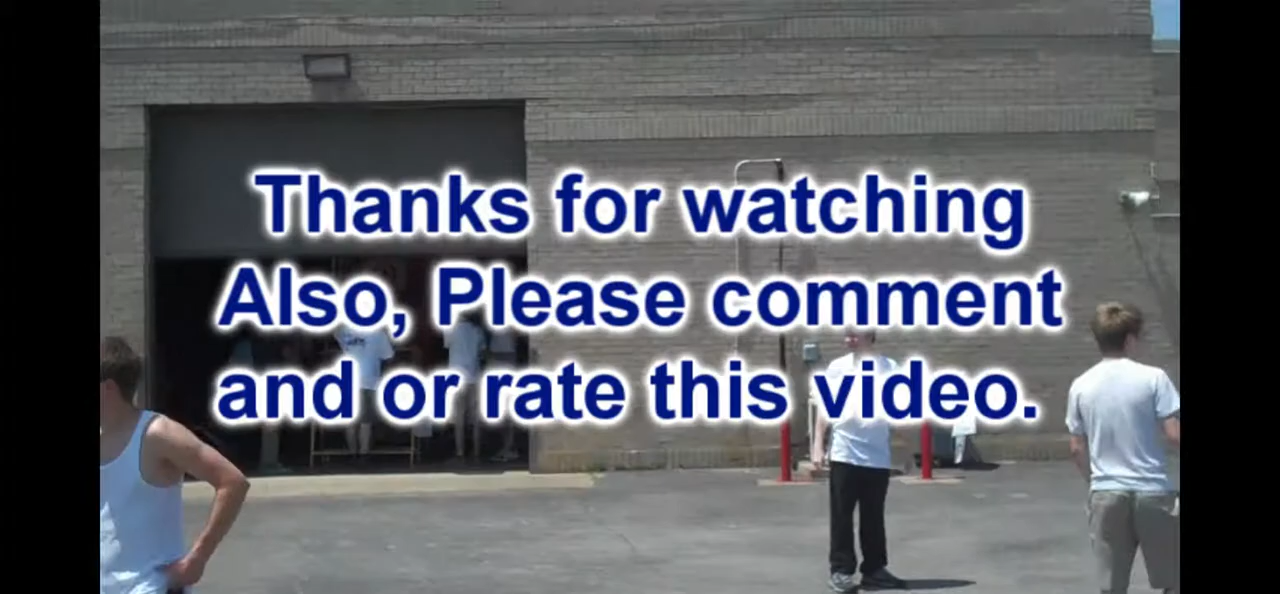 Thanks for watching
Also, Please comment
and or rate this video.